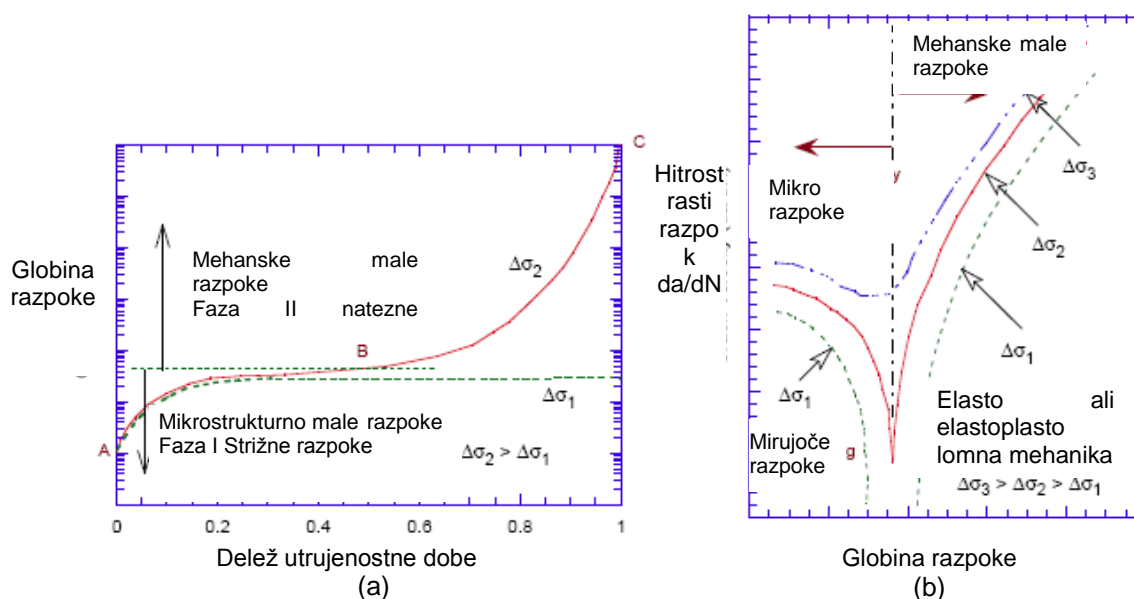 Globina
razpoke
Mehanske male
razpoke
Faza II natezne
Δσ2
C
B
Δσ1
Mikrostrukturno male razpoke
Faza I Strižne razpoke
A
Δσ2 > Δσ1
0
0.2
0.4
0.6
0.8
1
Delež utrujenostne dobe
(a)
Hitrost
rasti
razpo
k
da/dN
Mehanske male
razpoke
Mikro
razpoke
y
Δσ3
Δσ2
Δσ1
Δσ1
Mirujoče
razpoke
g
Elasto ali
elastoplasto
lomna mehanika
Δσ3 > Δσ2 > Δσ1
Globina razpoke
(b)